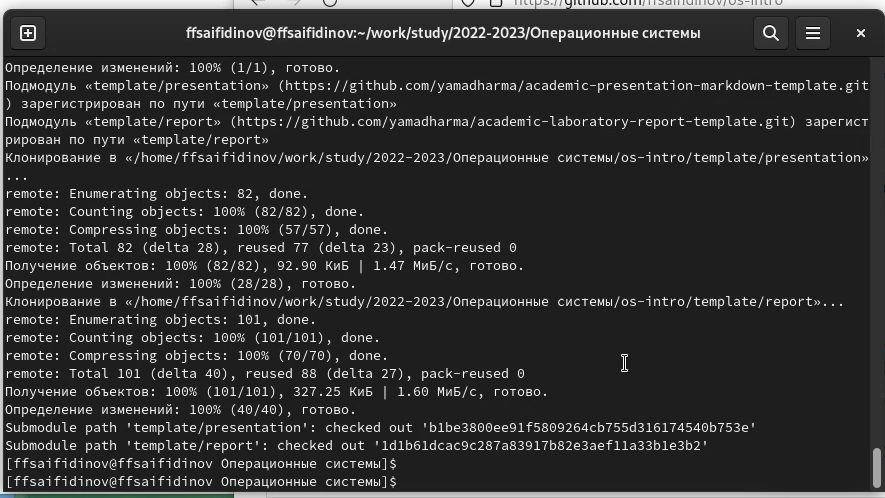 https://github.com/ffsaifidinov/os-intro
ffsaifidinov@ffsaifidinov:~/work/study/2022-2023/Операционные системы
Определение изменений: 100% (1/1), готово.
Подмодуль «template/presentation» (https://github.com/yamadharma/academic-presentation-markdown-template.git
) зарегистрирован по пути «template/presentation»
Подмодуль «template/report» (https://github.com/yamadharma/academic-laboratory-report-template.git) зарегист
рирован по пути «template/report»
Клонирование в «/home/ffsaifidinov/work/study/2022-2023/Операционные системы/os-intro/template/presentation»
...
remote: Enumerating objects: 82, done.
remote: Counting objects: 100% (82/82), done.
remote: Compressing objects: 100% (57/57), done.
remote: Total 82 (delta 28), reused 77 (delta 23), pack-reused 0
Получение объектов: 100% (82/82), 92.90 КиБ | 1.47 МиБ/с, готово.
Определение изменений: 100% (28/28), готово.
Клонирование в «/home/ffsaifidinov/work/study/2022-2023/Операционные системы/os-intro/template/report»...
remote: Enumerating objects: 101, done.
remote: Counting objects: 100% (101/101), done.
remote: Compressing objects: 100% (70/70), done.
remote: Total 101 (delta 40), reused 88 (delta 27), pack-reused 0
Получение объектов: 100% (101/101), 327.25 КиБ | 1.60 МиБ/с, готово.
Определение изменений: 100% (40/40), готово.
Submodule path 'template/presentation': checked out 'b1be3800ee91f5809264cb755d316174540b753e'
Submodule path 'template/report': checked out '1d1b61dcac9c287a83917b82e3aef11a33b1e3b2'
[ffsaifidinov@ffsaifidinov Операционные системы]$
[ffsaifidinov@ffsaifidinov Операционные системы]$